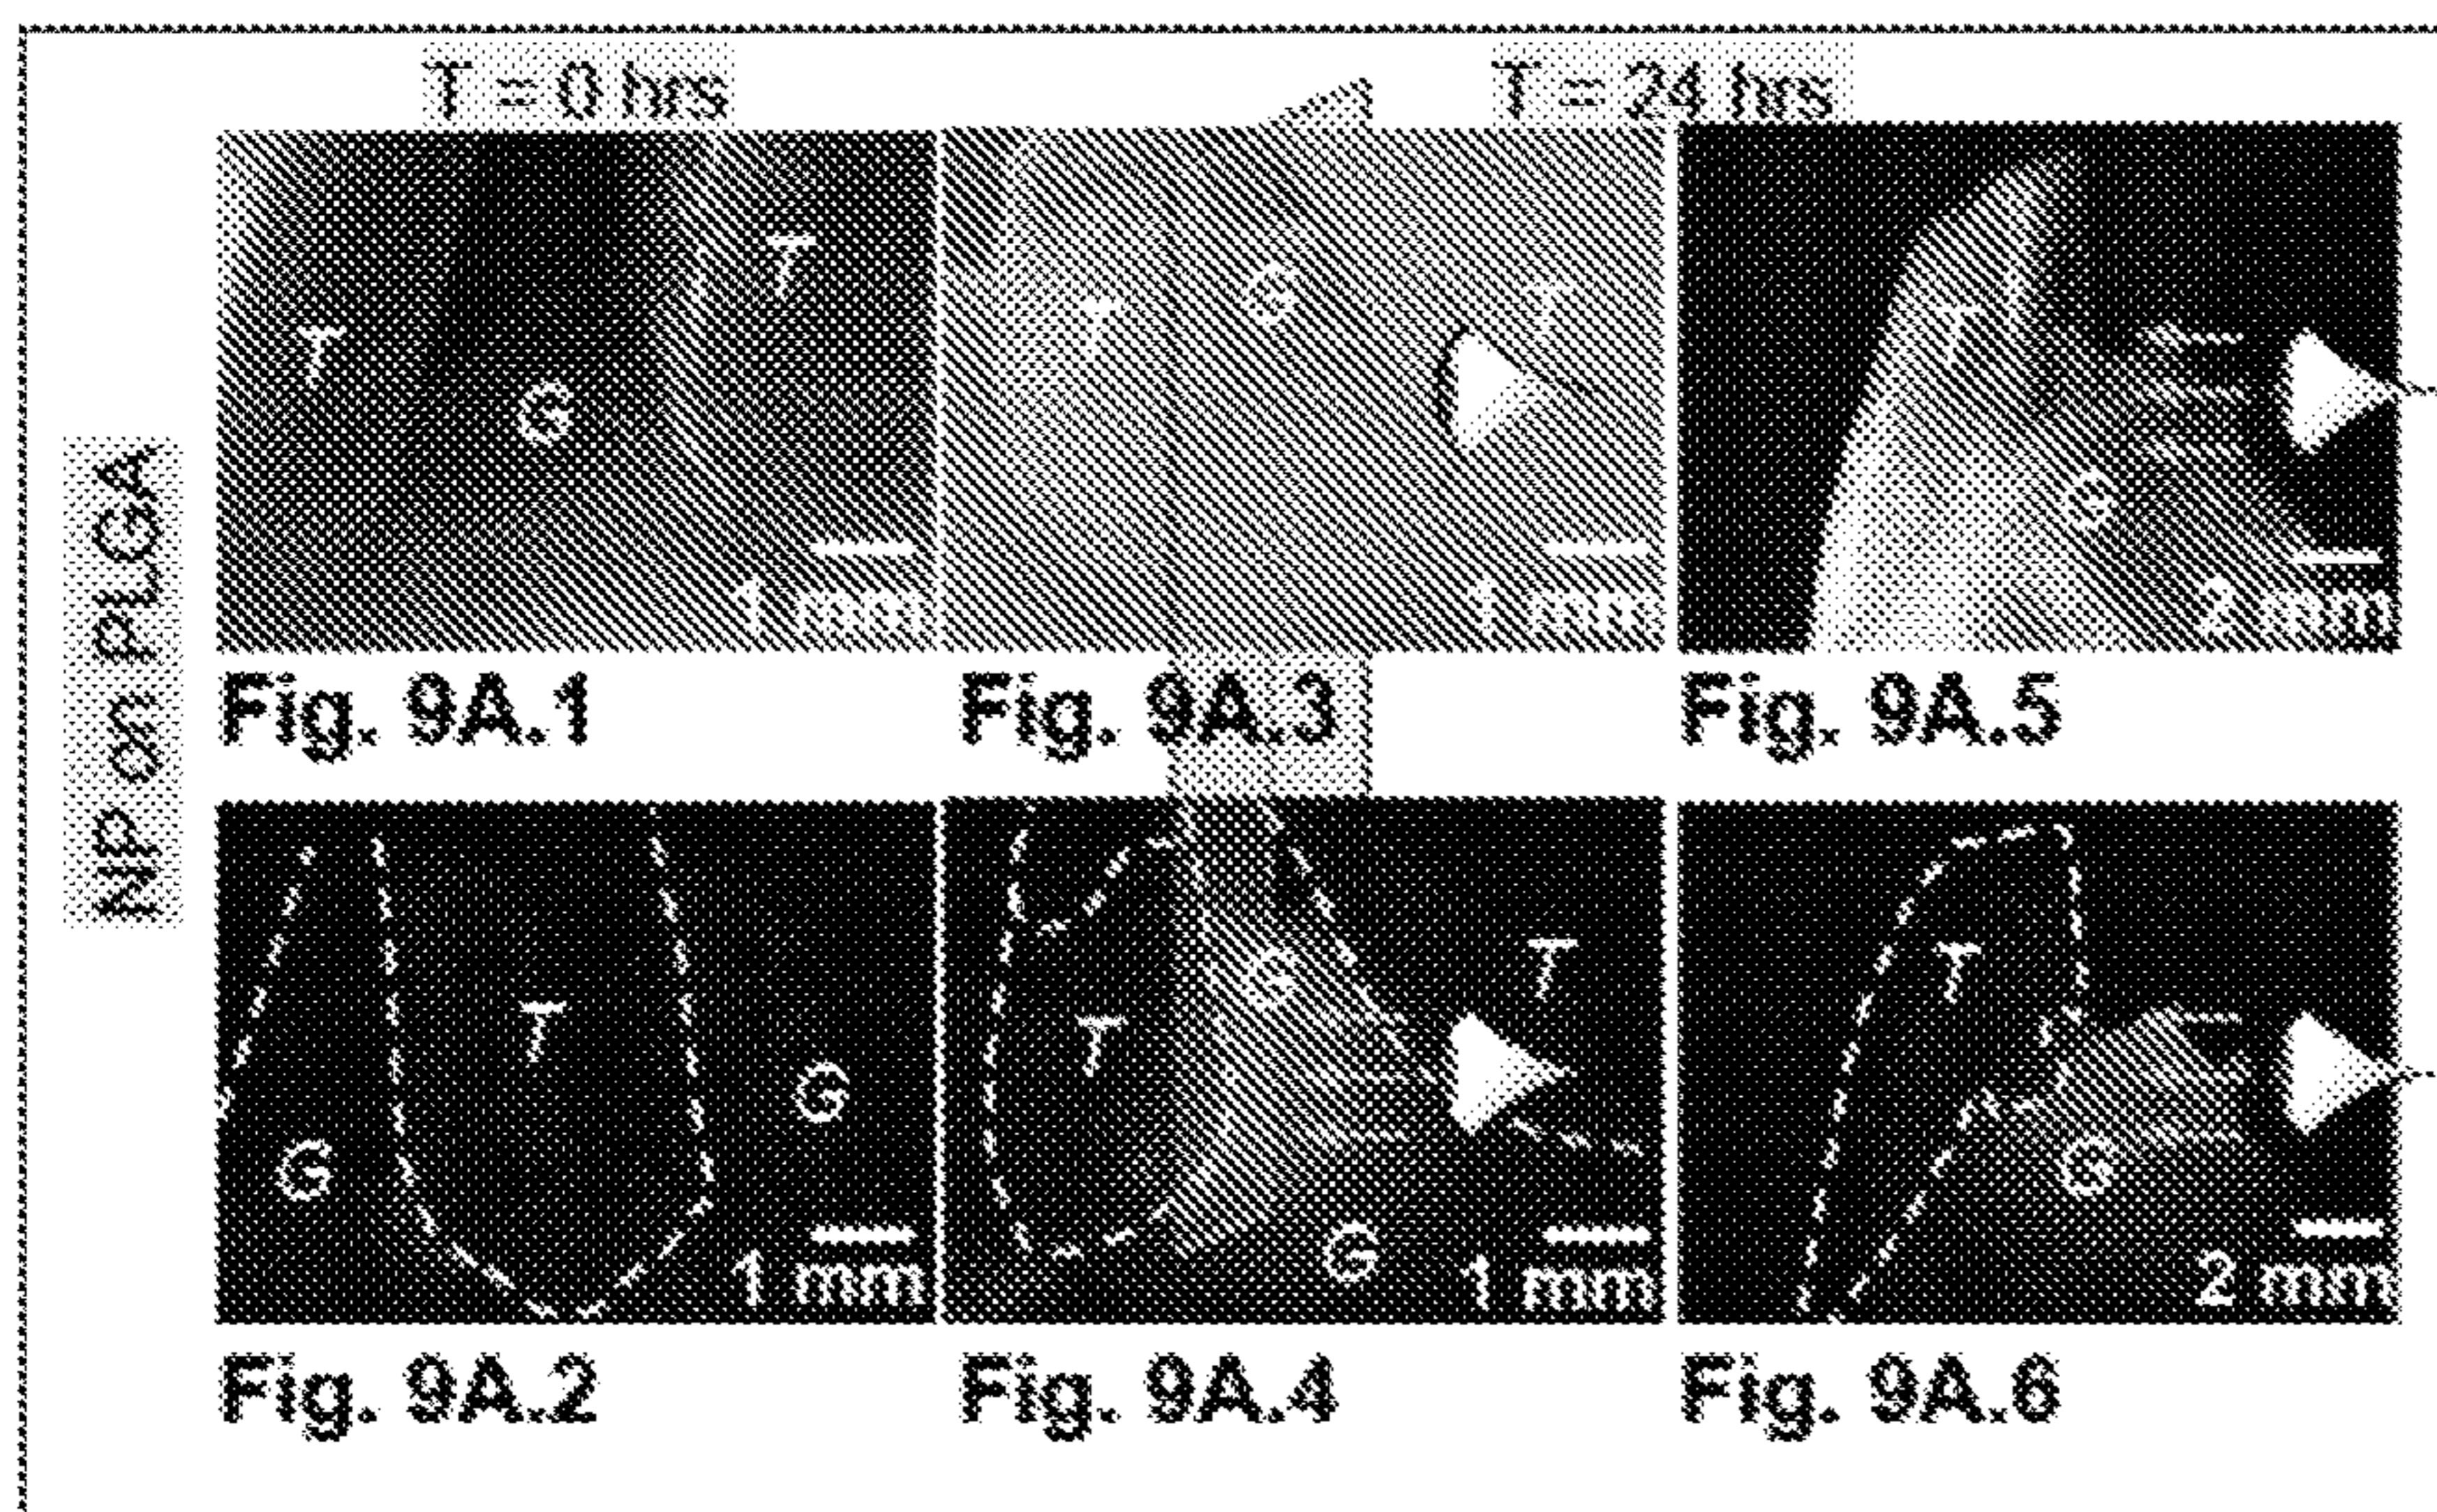 T = 0 hrs
T = 24 hrs
NP on PLGA
T
G
T
1 mm
T
G
T
1 mm
T
G
2 mm
Fig. 9A.1
Fig. 9A.3
Fig. 9A.5
G
T
G
1 mm
T
G
T
G
1 mm
T
G
2 mm
Fig. 9A.2
Fig. 9A.4
Fig. 9A.6